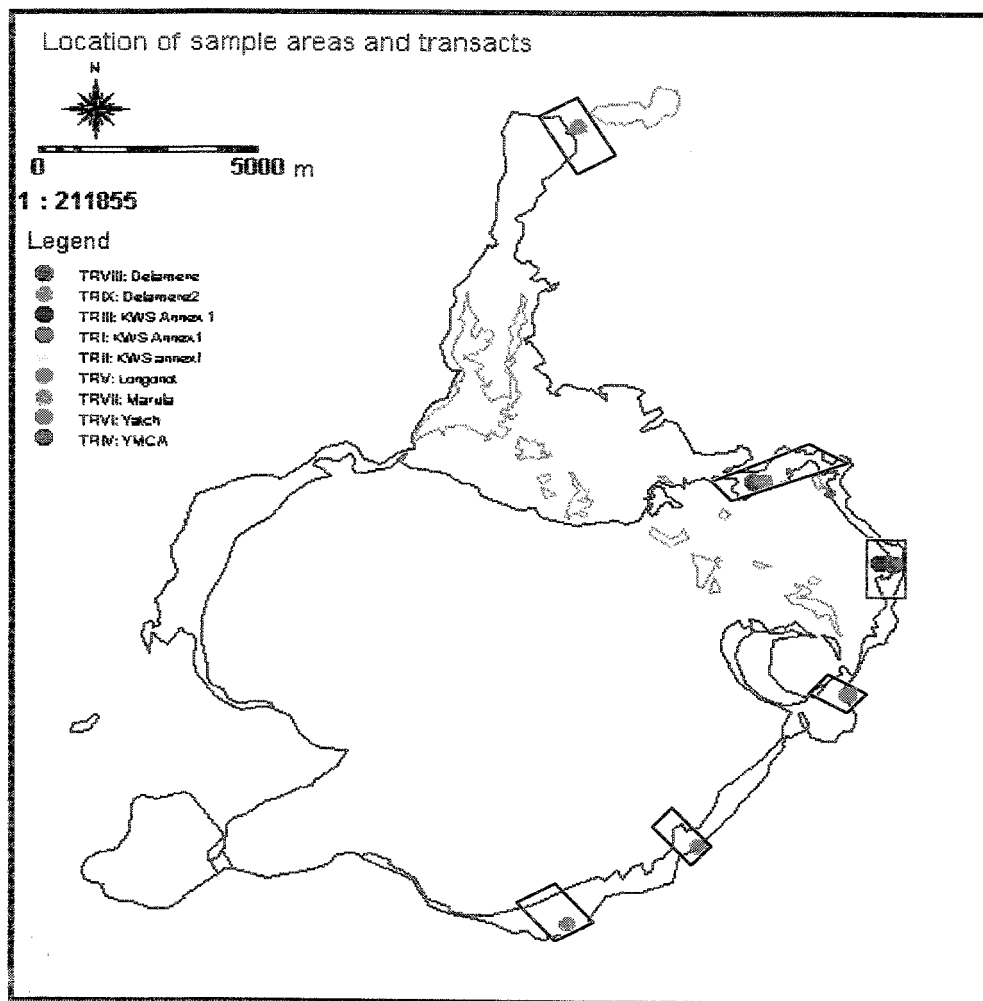 Location of sample areas and transacts
N
0 5000 m
1 : 211855
Legend
TRVIII: Delamere
TRIX: Delamere2
TRIII: KWS Annex 1
TRI: KWS Annex1
TRII: KWS annex1
TRV: Longonot
TRVII: Marula
TRVI: Yatch
TRIV: YMCA